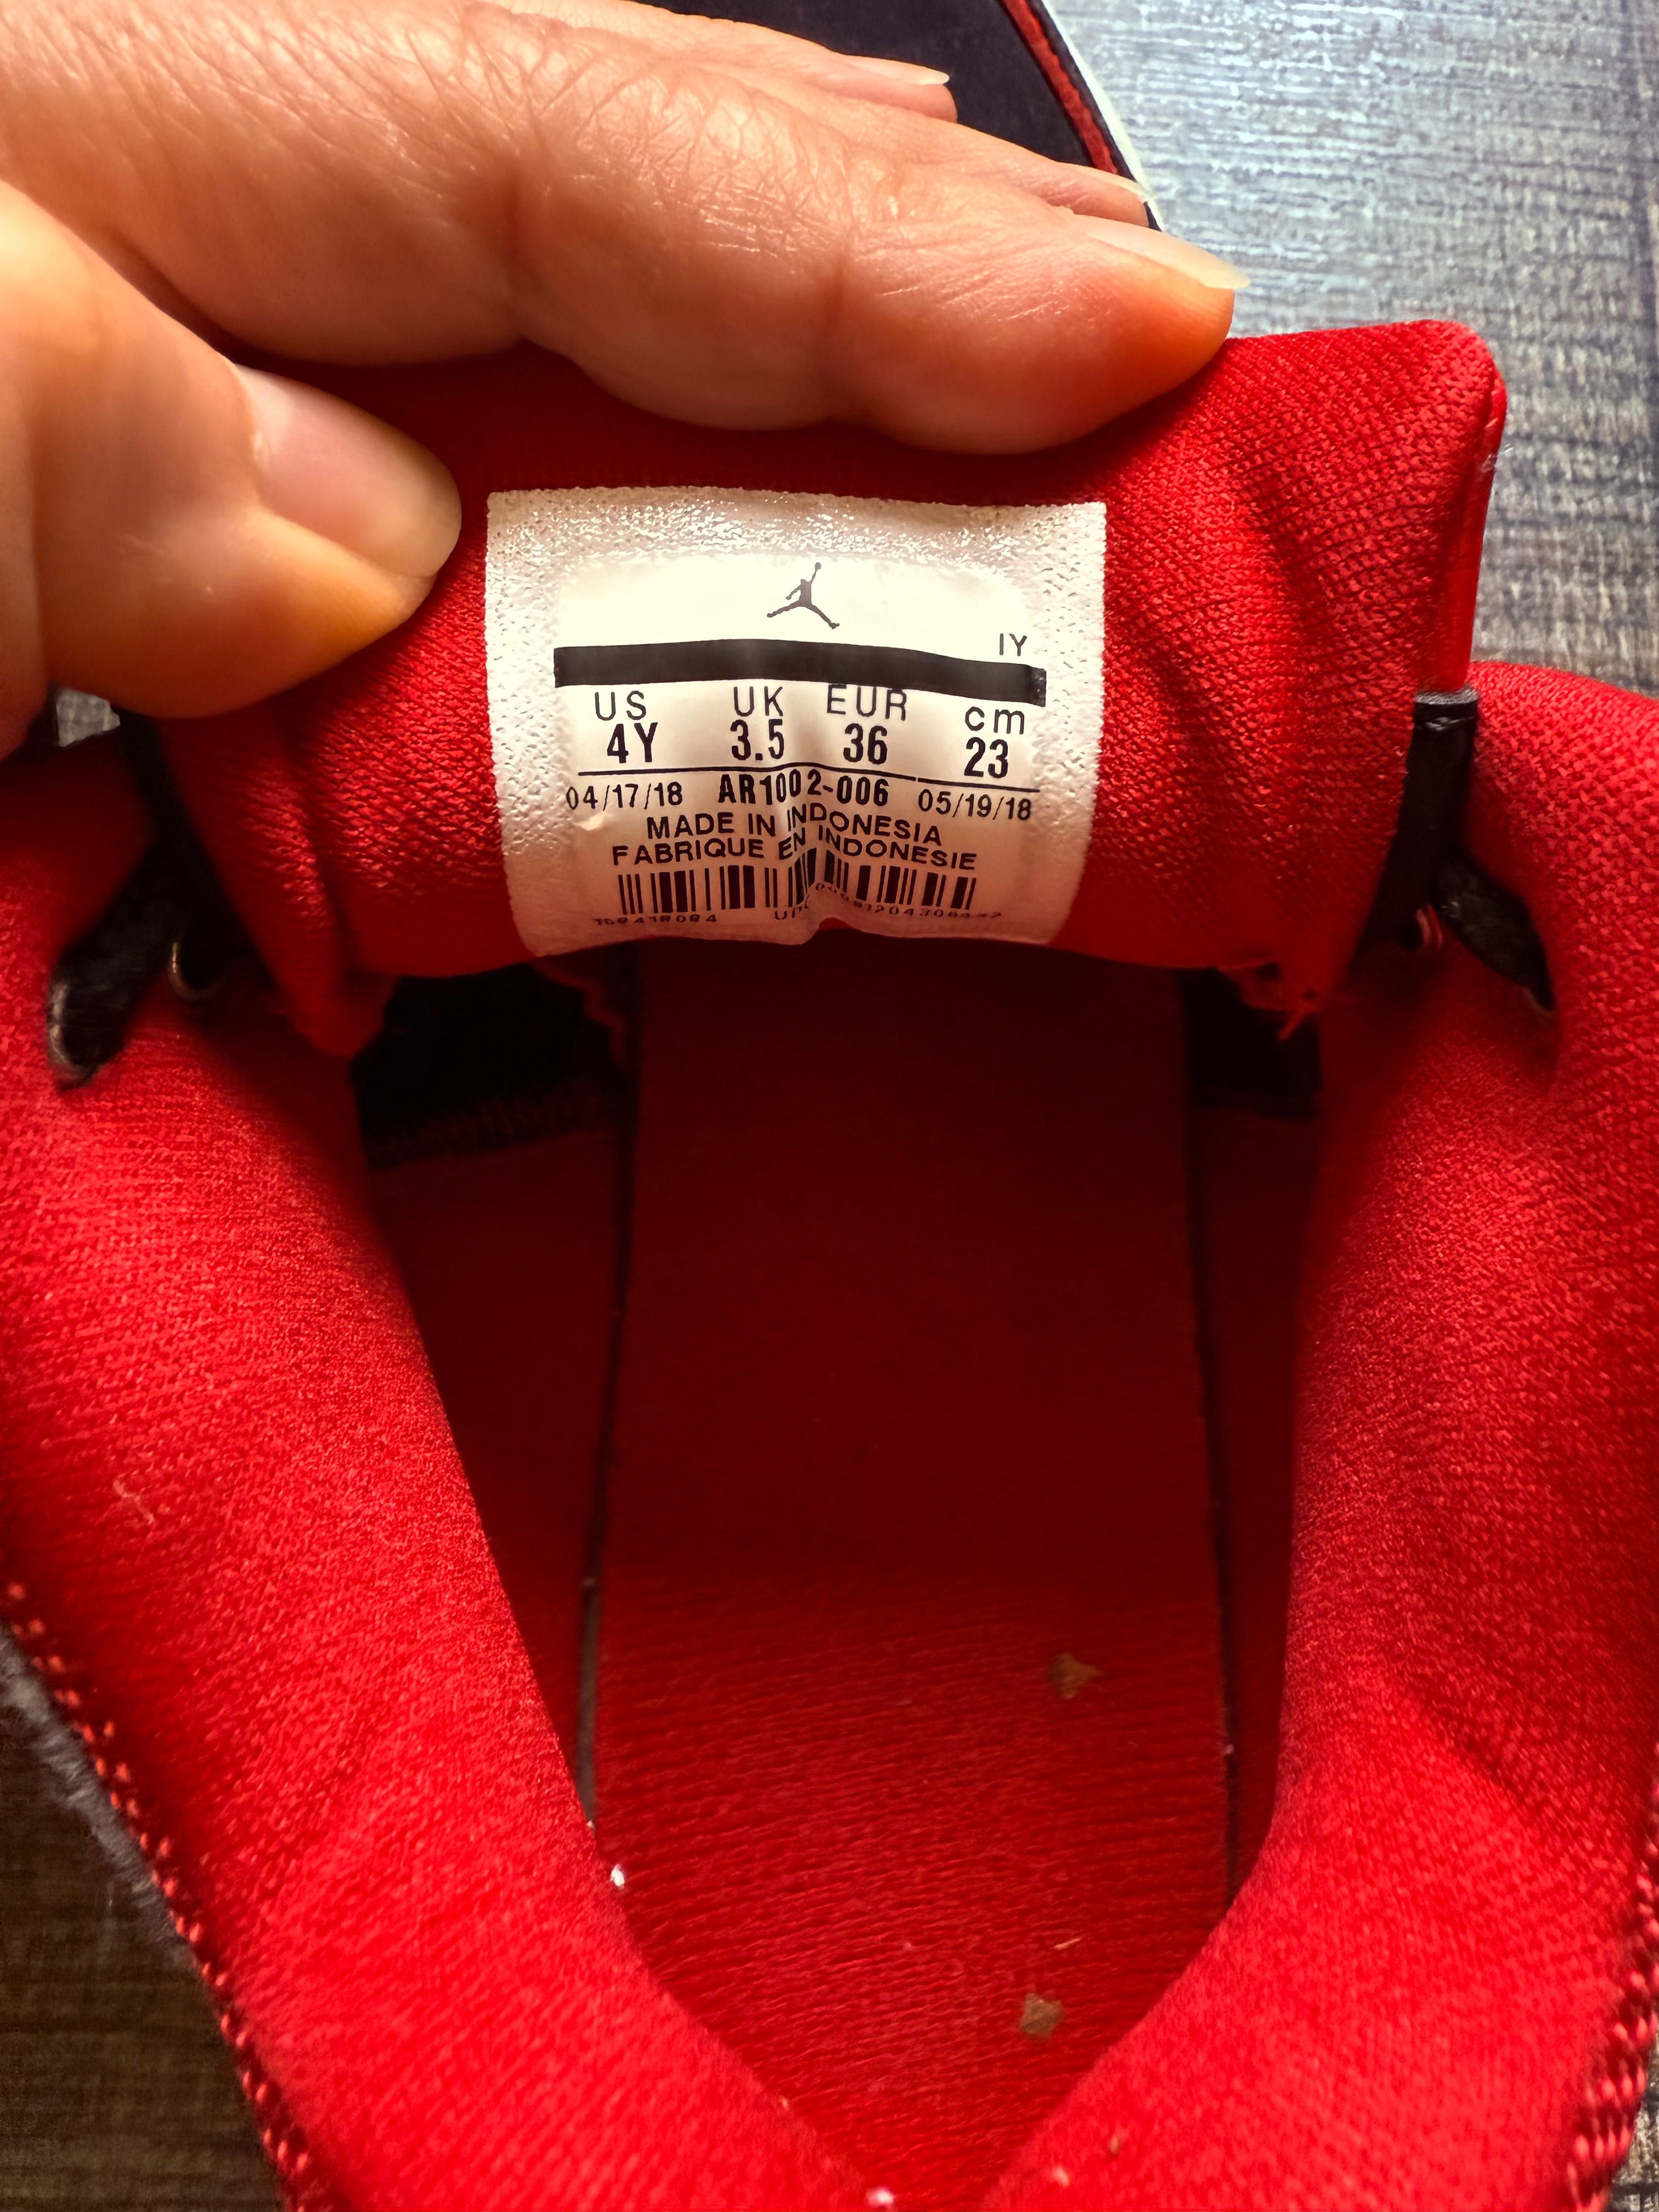 IY
US UK EUR cm
4Y 3.5 36 23
04/17/18 AR1002-006 05/19/18
MADE IN INDONESIA
FABRIQUE EN INDONESIE